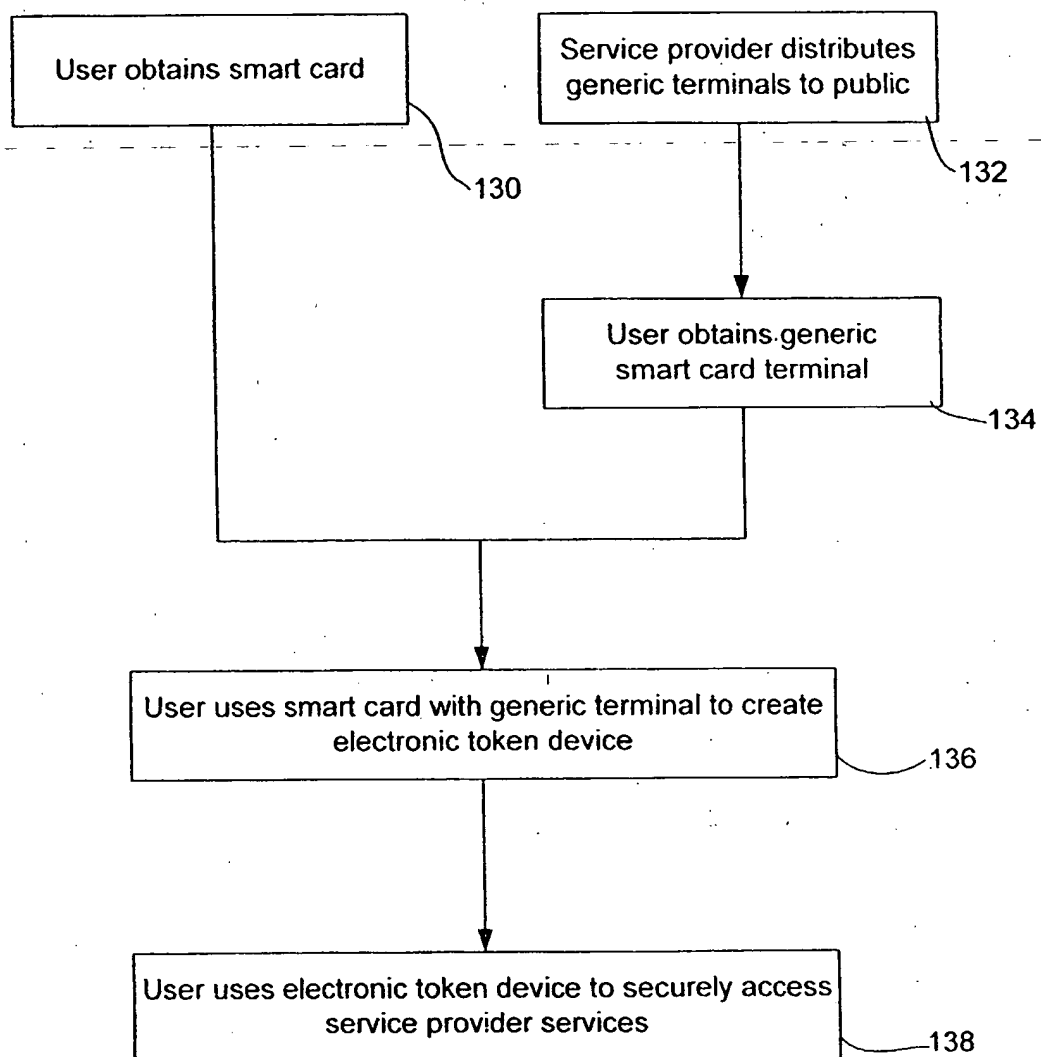 User obtains smart card
130
Service provider distributes
generic terminals to public
132
User obtains generic
smart card terminal
134
User uses smart card with generic terminal to create
electronic token device
136
User uses electronic token device to securely access
service provider services
138